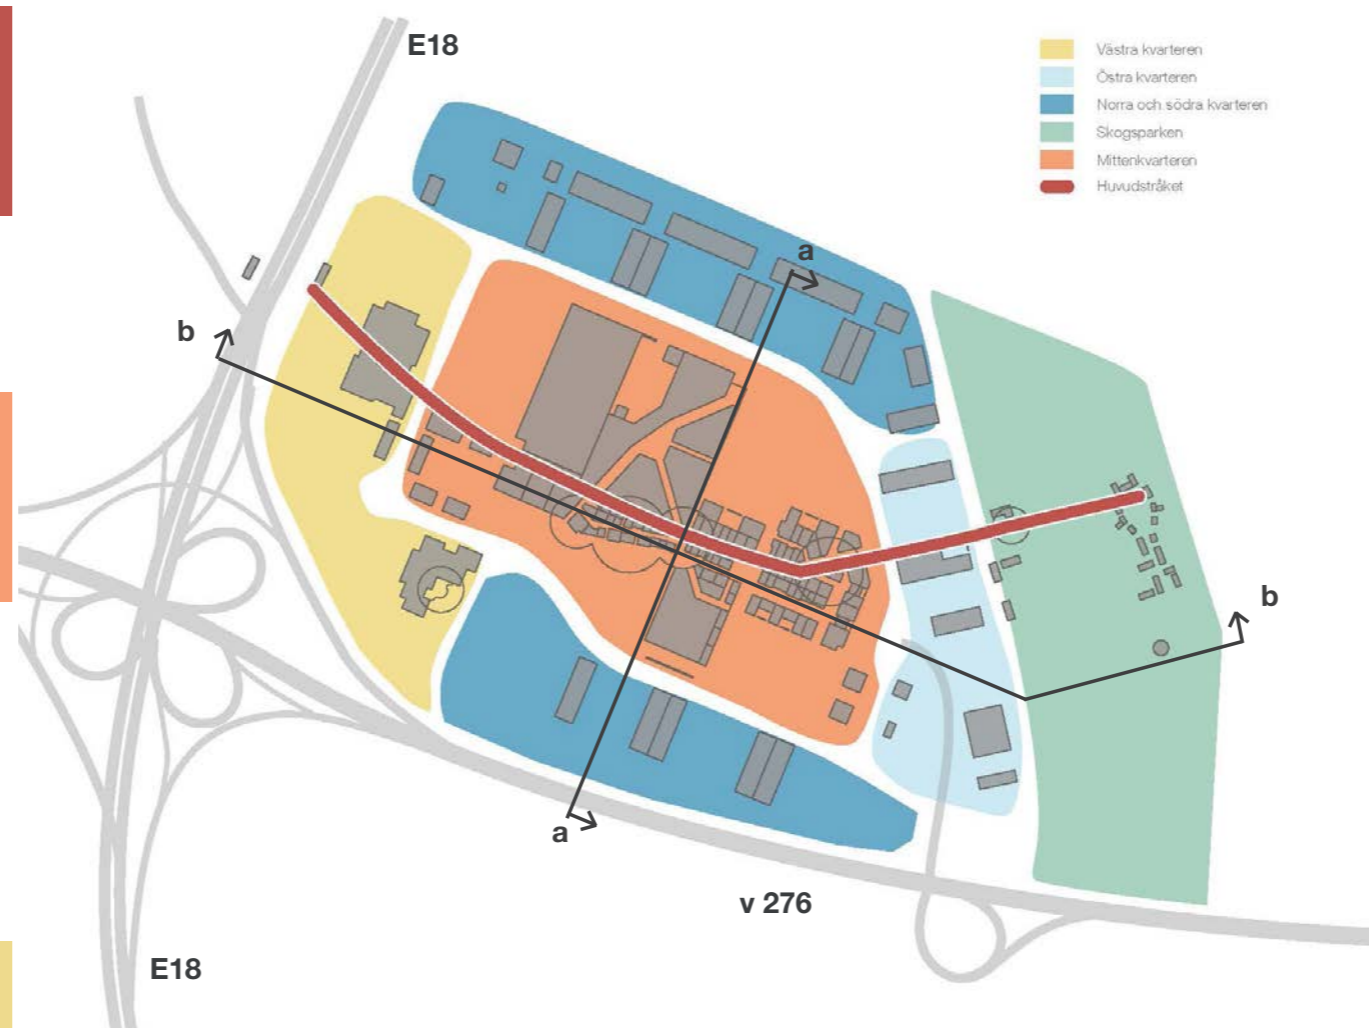 E18
Västra kvarteren
Östra kvarteren
Norra och södra kvarteren
Skogsparken
Mittenkvarteren
Huvudstråket
a
b
b
a
v 276
E18